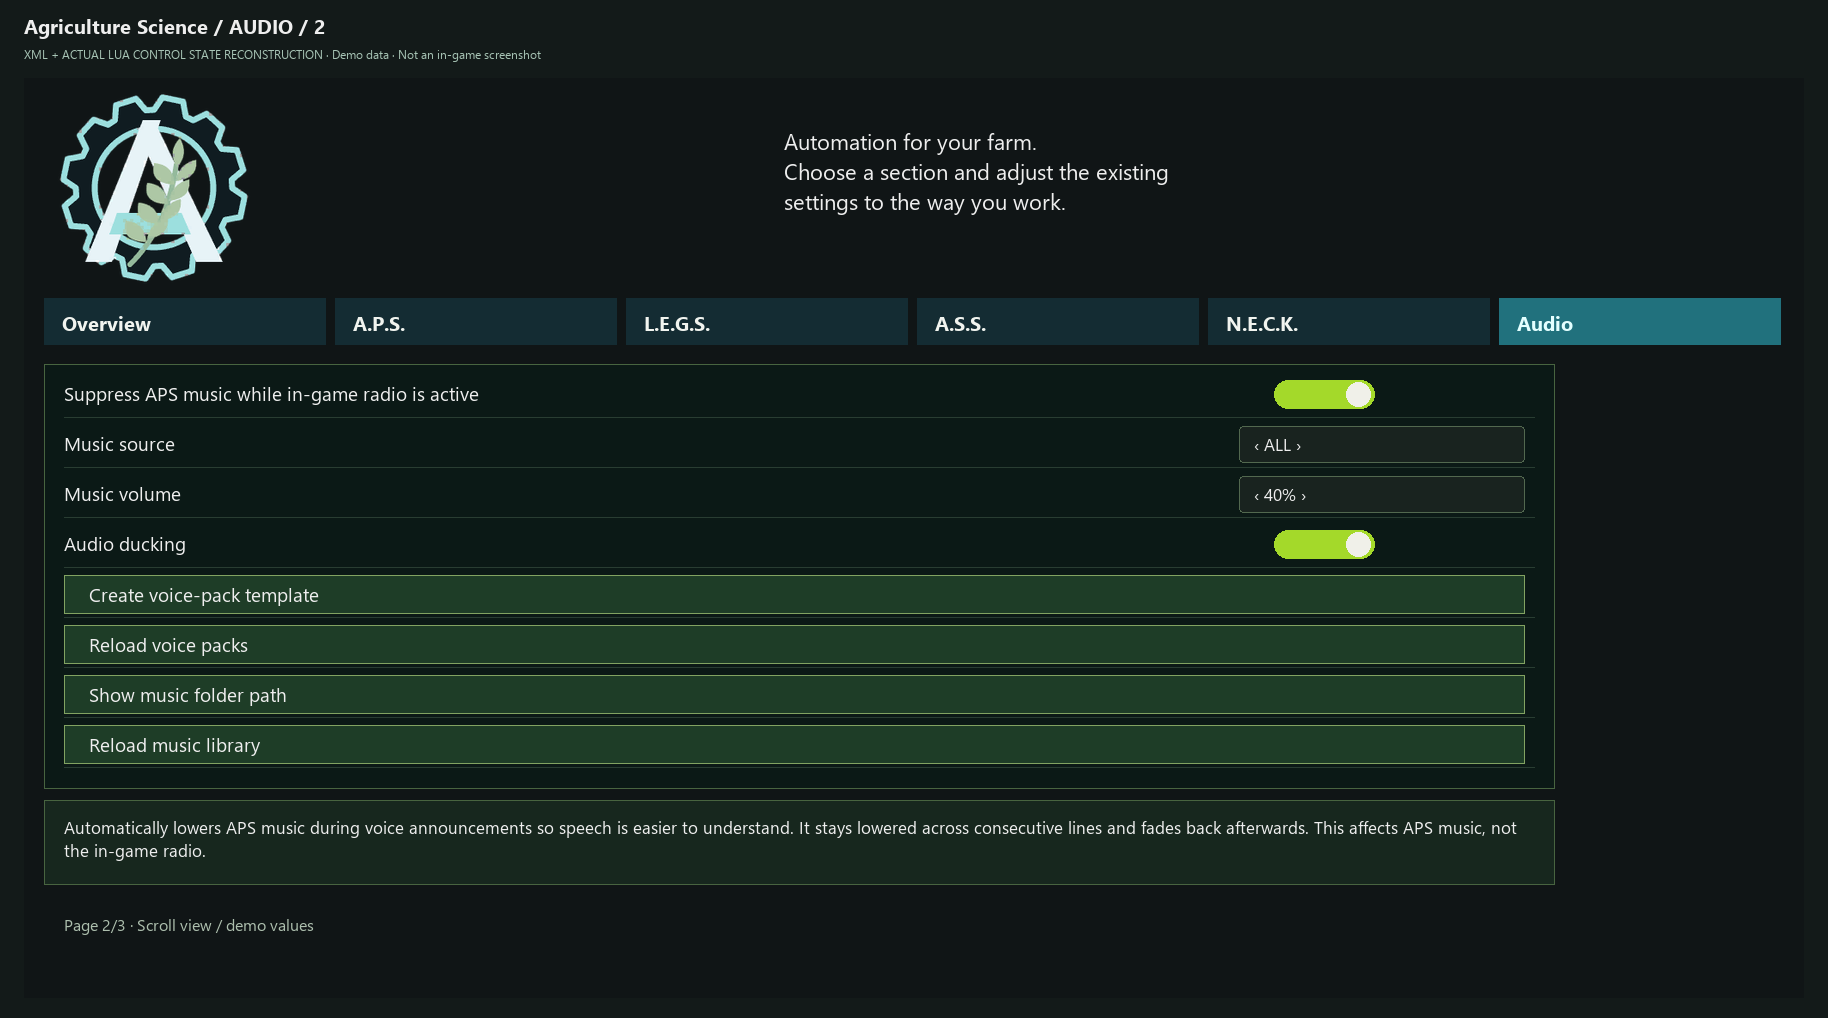 Agriculture Science / AUDIO / 2
XML + ACTUAL LUA CONTROL STATE RECONSTRUCTION · Demo data · Not an in-game screenshot
Automation for your farm.
Choose a section and adjust the existing
settings to the way you work.
Overview
A.P.S.
L.E.G.S.
A.S.S.
N.E.C.K.
Audio
Suppress APS music while in-game radio is active
Music source
‹ ALL ›
Music volume
‹ 40% ›
Audio ducking
Create voice-pack template
Reload voice packs
Show music folder path
Reload music library
Automatically lowers APS music during voice announcements so speech is easier to understand. It stays lowered across consecutive lines and fades back afterwards. This affects APS music, not
the in-game radio.
Page 2/3 · Scroll view / demo values